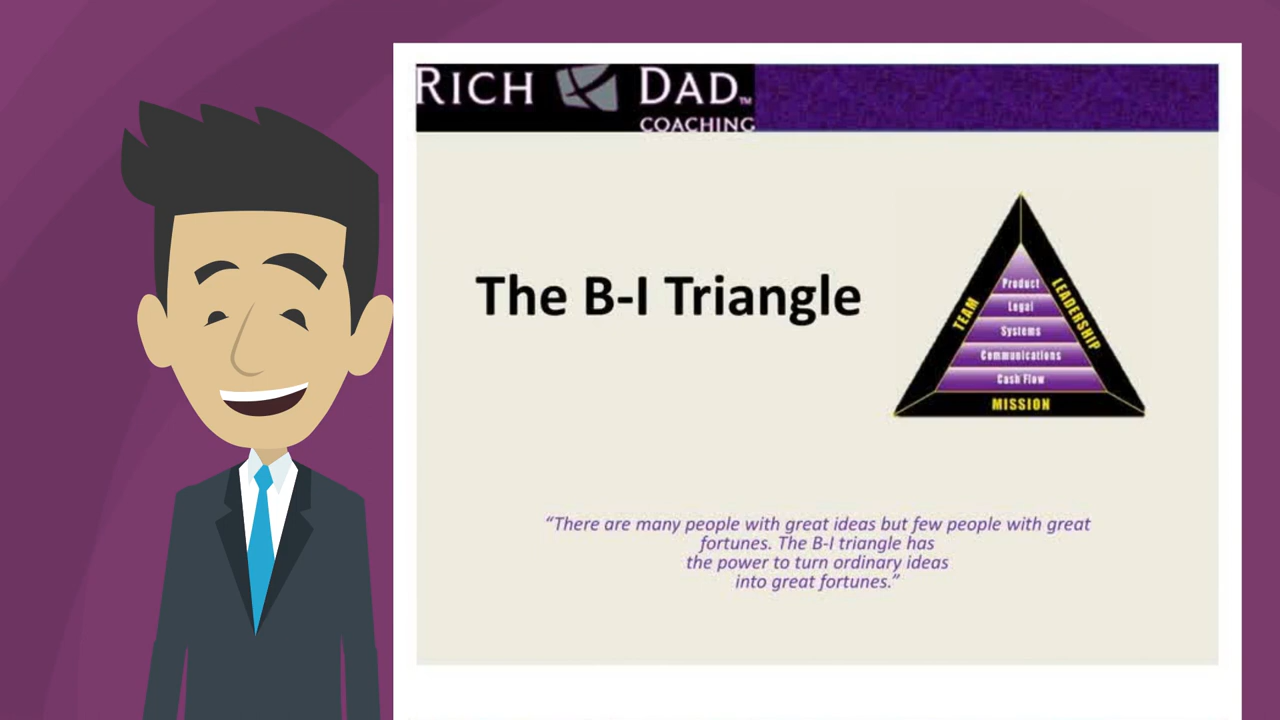 RICH DAD™
COACHING
The B-I Triangle
Product
Legal
Systems
Communications
Cash Flow
TEAM
LEADERSHIP
MISSION
“There are many people with great ideas but few people with great
fortunes. The B-I triangle has
the power to turn ordinary ideas
into great fortunes.”